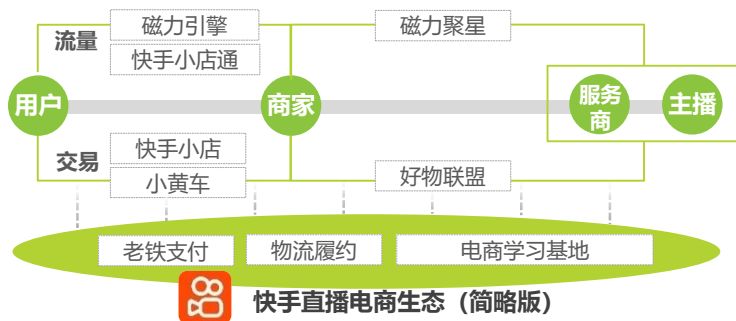 流量
磁力引擎
磁力聚星
快手小店通
用户
商家
服务
商
主播
交易
快手小店
小黄车
好物联盟
老铁支付
物流履约
电商学习基地
快手直播电商生态（简略版）